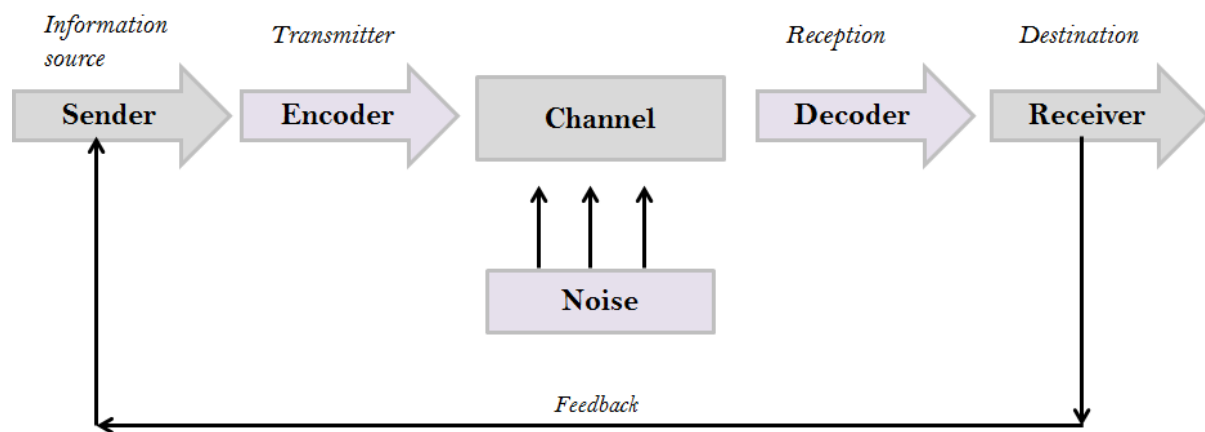 Information
source
Transmitter
Reception
Destination
Sender
Encoder
Channel
Decoder
Receiver
Noise
Feedback